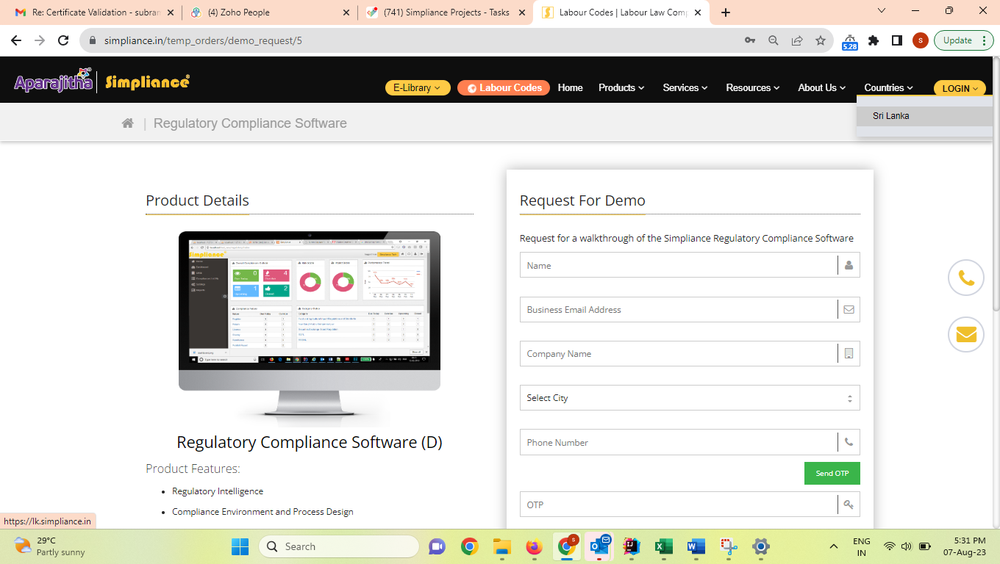 Re: Certificate Validation - subran
(4) Zoho People
(741) Simpliance Projects - Tasks
Labour Codes | Labour Law Comp
simpliance.in/temp_orders/demo_request/5
5.28
S
Update
Aparajitha
Simpliance
E-Library
Labour Codes
Home
Products
Services
Resources
About Us
Countries
LOGIN
Sri Lanka
| Regulatory Compliance Software
Product Details
Simpliance
Regulatory Compliance Software (D)
Product Features:
Regulatory Intelligence
Compliance Environment and Process Design
Request For Demo
Request for a walkthrough of the Simpliance Regulatory Compliance Software
Name
Business Email Address
Company Name
Select City
Phone Number
Send OTP
OTP
https://lk.simpliance.in
29°C
Partly sunny
Search
ENG
IN
5:31 PM
07-Aug-23